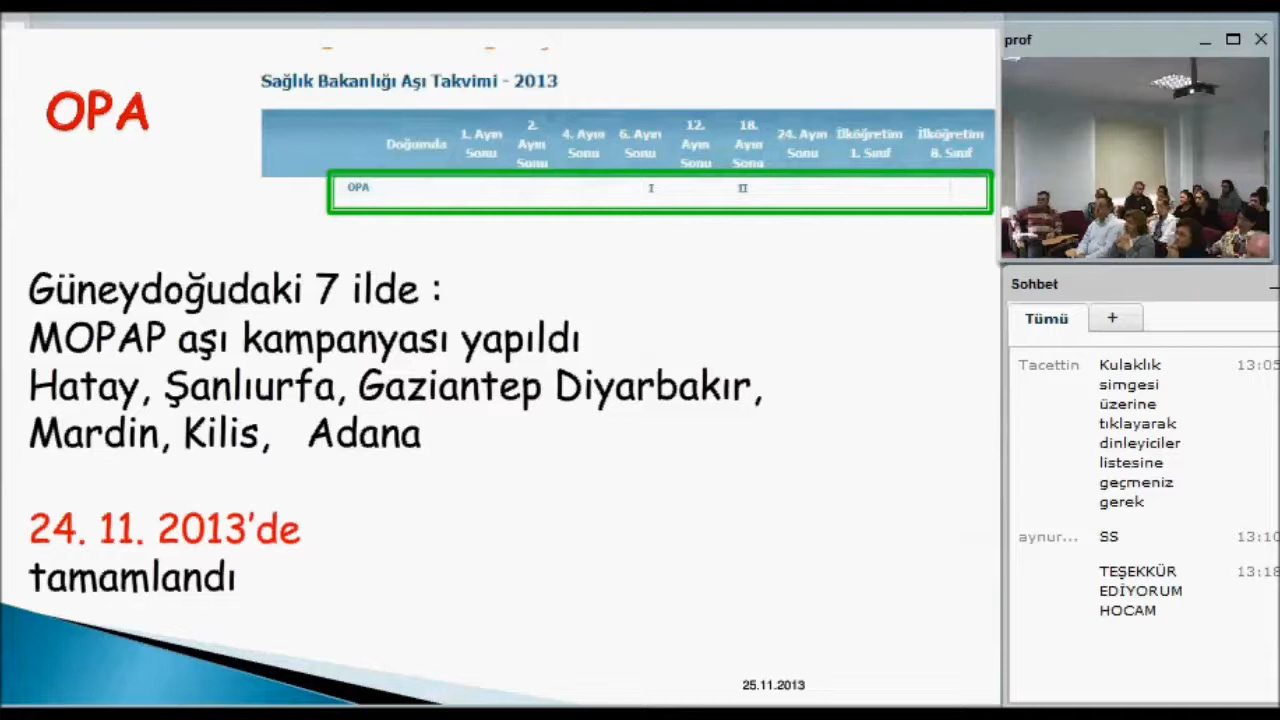 OPA
Sağlık Bakanlığı Aşı Takvimi - 2013
Doğumda
1. Ayın Sonu
2. Ayın Sonu
4. Ayın Sonu
6. Ayın Sonu
12. Ayın Sonu
18. Ayın Sonu
24. Ayın Sonu
İlköğretim 1. Sınıf
İlköğretim 8. Sınıf
OPA I II
Güneydoğudaki 7 ilde :
MOPAP aşı kampanyası yapıldı
Hatay, Şanlıurfa, Gaziantep Diyarbakır,
Mardin, Kilis, Adana
24. 11. 2013’de
tamamlandı
25.11.2013
prof
Sohbet
Tümü +
Tacettin Kulaklık 13:05
simgesi
üzerine
tıklayarak
dinleyiciler
listesine
geçmeniz
gerek
aynur... SS 13:10
TEŞEKKÜR 13:18
EDİYORUM
HOCAM